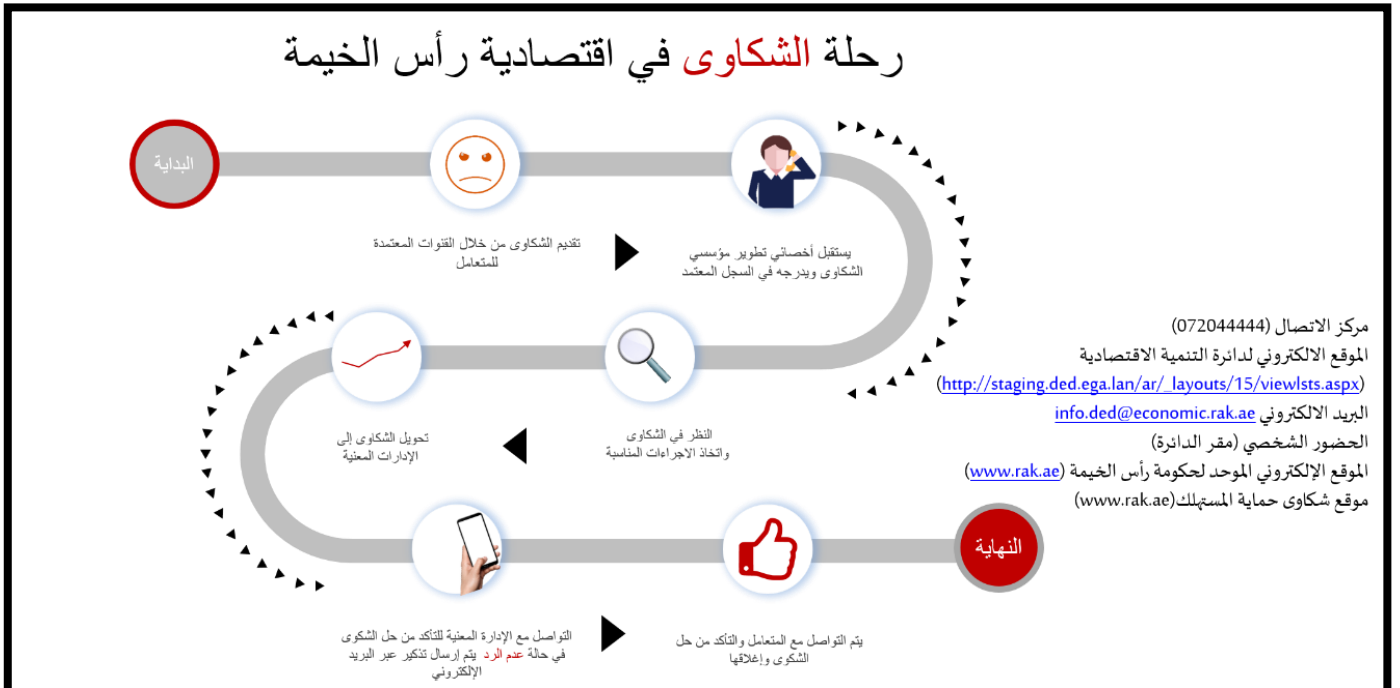 رحلة الشكاوى في اقتصادية رأس الخيمة
البداية
تقديم الشكاوى من خلال القنوات المعتمدة
للمتعامل
يستقبل أخصائي تطوير مؤسسي
الشكاوى ويدرجه في السجل المعتمد
النظر في الشكاوى
واتخاذ الاجراءات المناسبة
تحويل الشكاوى إلى
الإدارات المعنية
التواصل مع الإدارة المعنية للتأكد من حل الشكوى
في حالة عدم الرد يتم إرسال تذكير عبر البريد
الإلكتروني
يتم التواصل مع المتعامل والتأكد من حل
الشكوى وإغلاقها
النهاية
مركز الاتصال (072044444)
الموقع الالكتروني لدائرة التنمية الاقتصادية
(http://staging.ded.ega.lan/ar/_layouts/15/viewlsts.aspx)
البريد الالكتروني info.ded@economic.rak.ae
الحضور الشخصي (مقر الدائرة)
الموقع الإلكتروني الموحد لحكومة رأس الخيمة (www.rak.ae)
موقع شكاوى حماية المستهلك(www.rak.ae)